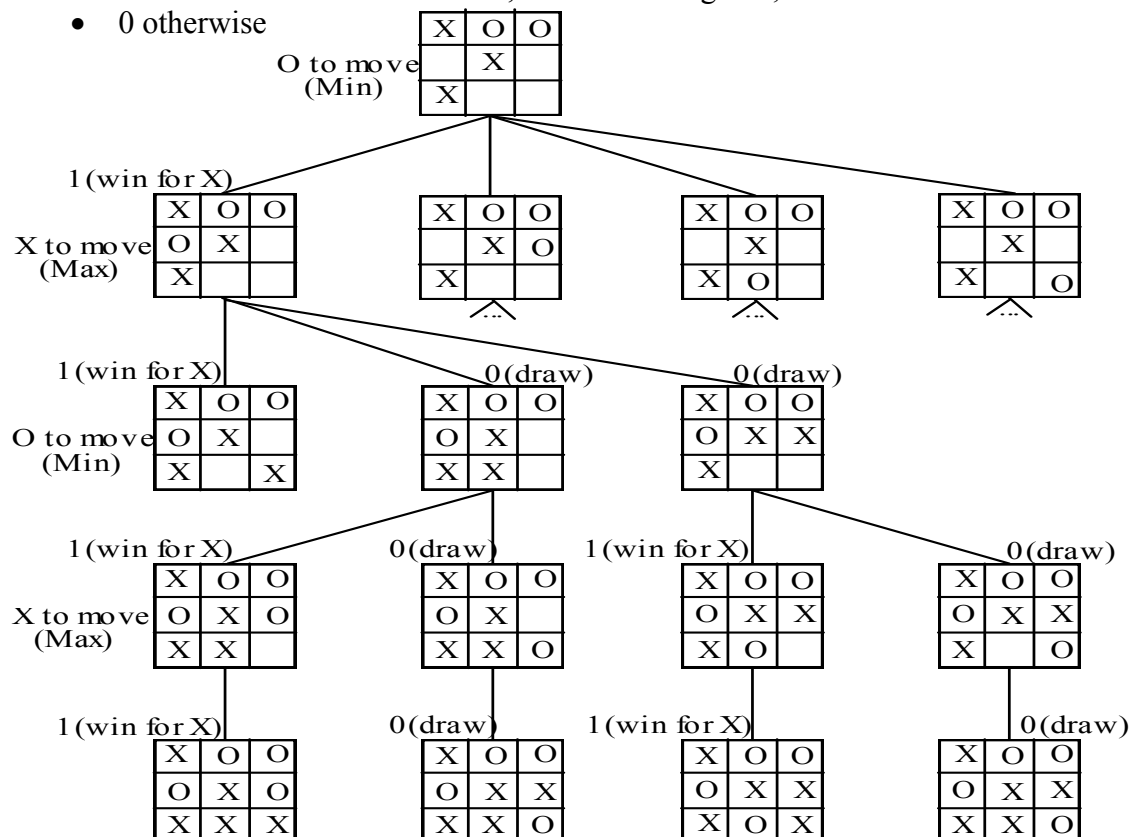 • 0 otherwise
X O O
O to move X
(Min) X
1(win for X)
X O O X O O X O O X O O
X to move O X X O X X
(Max) X X X O X O
... ... ...
1(win for X) 0(draw) 0(draw)
X O O X O O X O O
O to move O X O X O X X
(Min) X X X X X
1(win for X) 0(draw) 1(win for X) 0(draw)
X O O X O O X O O X O O
X to move O X O O X O X X O X X
(Max) X X X X O X O X O
1(win for X) 0(draw) 1(win for X) 0(draw)
X O O X O O X O O X O O
O X O O X X O X X O X X
X X X X X O X O X X X O